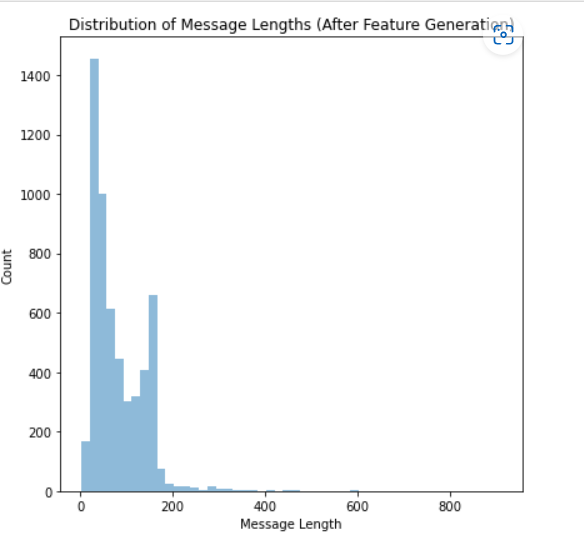 Distribution of Message Lengths (After Feature Generation)
1400
1200
1000
800
600
400
200
0
Count
0 200 400 600 800
Message Length